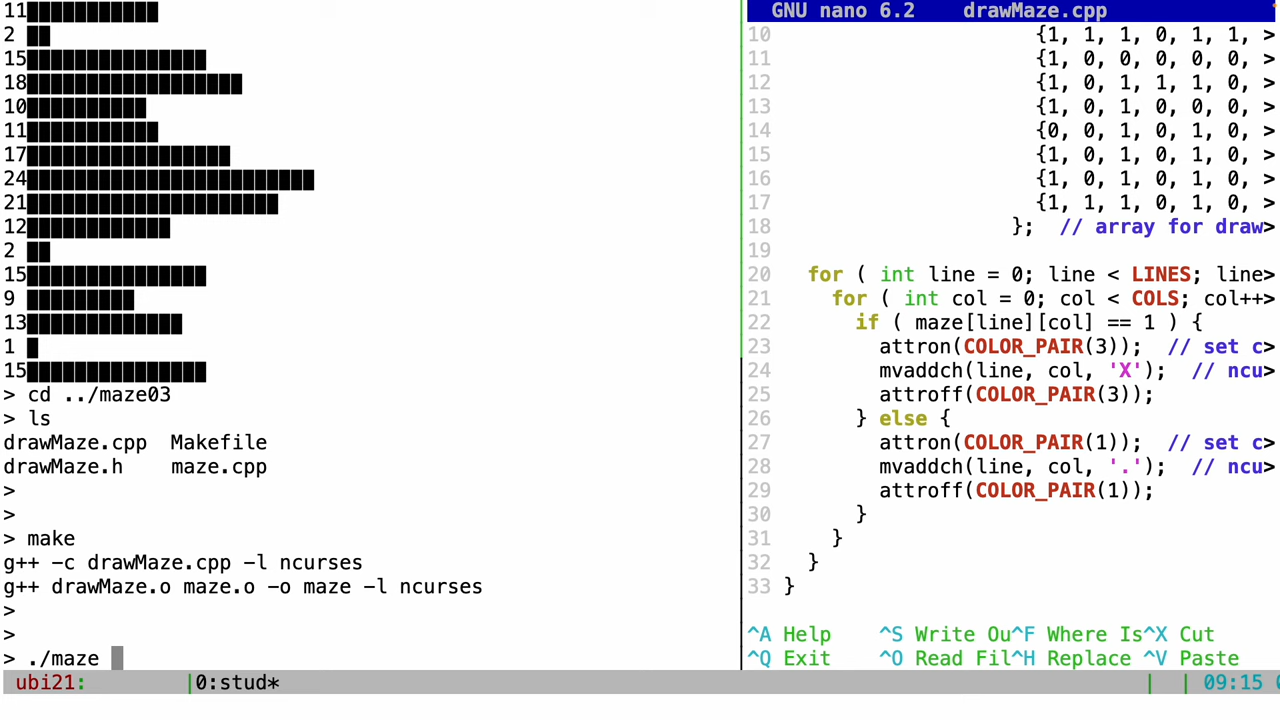 11███████████
2 ██
15███████████████
18██████████████████
10██████████
11███████████
17█████████████████
24████████████████████████
21█████████████████████
12████████████
2 ██
15███████████████
9 █████████
13█████████████
1 █
15███████████████
> cd ../maze03
> ls
drawMaze.cpp  Makefile
drawMaze.h    maze.cpp
>
>
> make
g++ -c drawMaze.cpp -l ncurses
g++ drawMaze.o maze.o -o maze -l ncurses
>
>
> ./maze
GNU nano 6.2     drawMaze.cpp
10 {1, 1, 1, 0, 1, 1, >
11 {1, 0, 0, 0, 0, 0, >
12 {1, 0, 1, 1, 1, 0, >
13 {1, 0, 1, 0, 0, 0, >
14 {0, 0, 1, 0, 1, 0, >
15 {1, 0, 1, 0, 1, 0, >
16 {1, 0, 1, 0, 1, 0, >
17 {1, 1, 1, 0, 1, 0, >
18 };  // array for draw>
19
20   for ( int line = 0; line < LINES; line>
21     for ( int col = 0; col < COLS; col++>
22       if ( maze[line][col] == 1 ) {
23         attron(COLOR_PAIR(3));  // set c>
24         mvaddch(line, col, 'X');  // ncu>
25         attroff(COLOR_PAIR(3));
26       } else {
27         attron(COLOR_PAIR(1));  // set c>
28         mvaddch(line, col, '.');  // ncu>
29         attroff(COLOR_PAIR(1));
30       }
31     }
32   }
33 }
^A Help    ^S Write Ou^F Where Is^X Cut
^Q Exit    ^O Read Fil^H Replace ^V Paste
ubi21:        |0:stud*  |  | 09:15 0